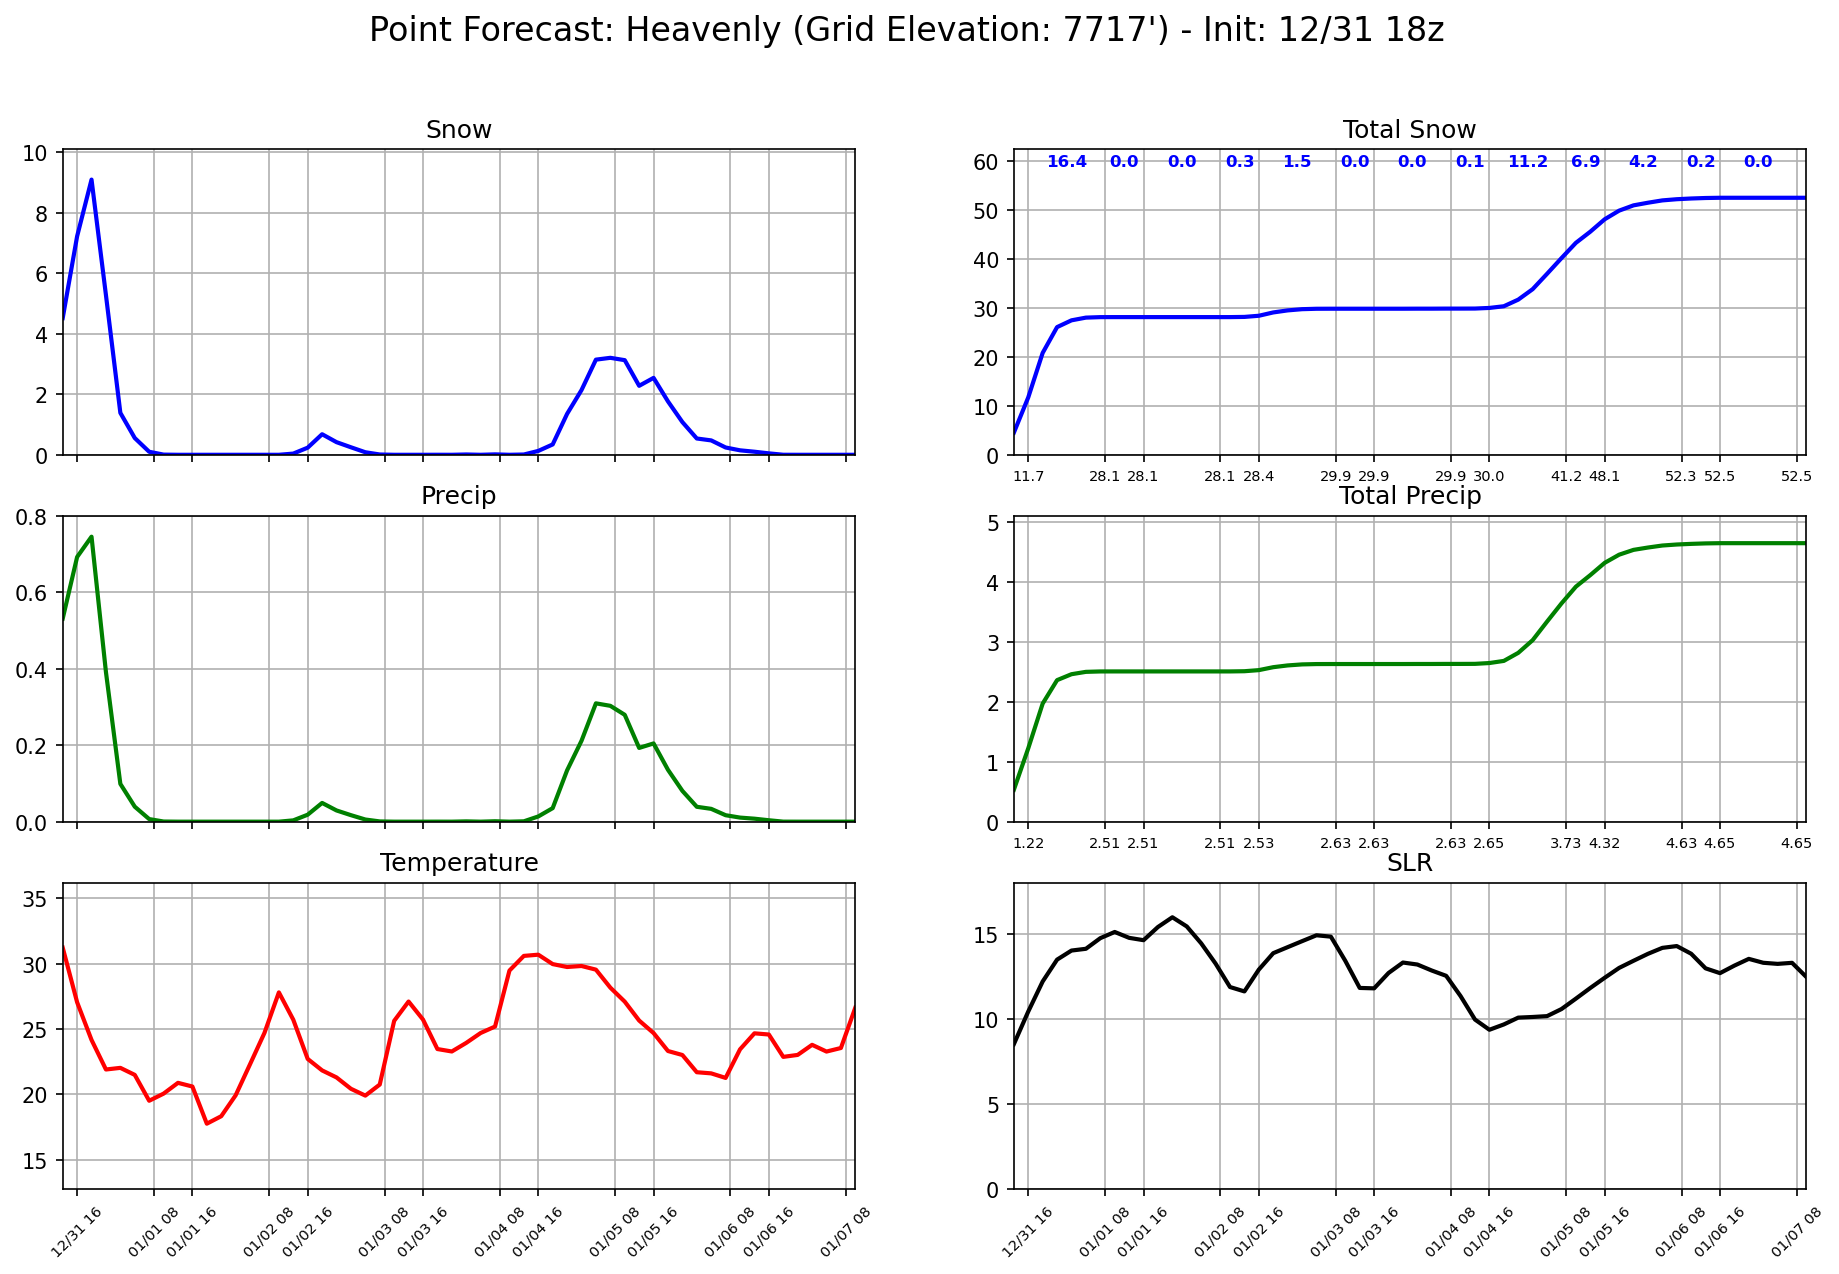 Point Forecast: Heavenly (Grid Elevation: 7717') - Init: 12/31 18z
Snow
10
8
6
4
2
0
Total Snow
16.4 0.0 0.0 0.3 1.5 0.0 0.0 0.1 11.2 6.9 4.2 0.2 0.0
60
50
40
30
20
10
0
11.7 28.1 28.1 28.1 28.4 29.9 29.9 29.9 30.0 41.2 48.1 52.3 52.5 52.5
Precip
0.8
0.6
0.4
0.2
0.0
Total Precip
5
4
3
2
1
0
1.22 2.51 2.51 2.51 2.53 2.63 2.63 2.63 2.65 3.73 4.32 4.63 4.65 4.65
Temperature
35
30
25
20
15
12/31 16 01/01 08 01/01 16 01/02 08 01/02 16 01/03 08 01/03 16 01/04 08 01/04 16 01/05 08 01/05 16 01/06 08 01/06 16 01/07 08
SLR
15
10
5
0
12/31 16 01/01 08 01/01 16 01/02 08 01/02 16 01/03 08 01/03 16 01/04 08 01/04 16 01/05 08 01/05 16 01/06 08 01/06 16 01/07 08